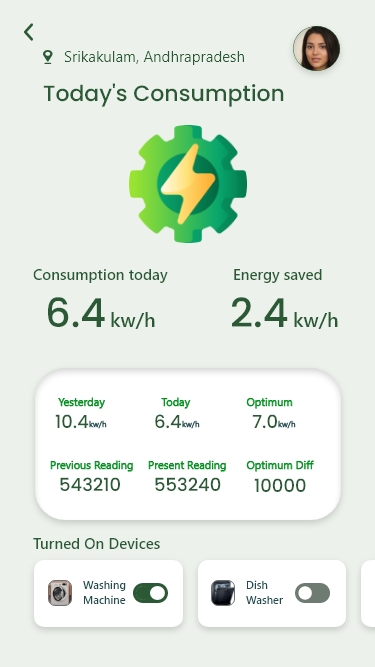 Srikakulam, Andhrapradesh
Today's Consumption
Consumption today
6.4 kw/h
Energy saved
2.4 kw/h
Yesterday Today Optimum
10.4kw/h 6.4kw/h 7.0kw/h
Previous Reading Present Reading Optimum Diff
543210 553240 10000
Turned On Devices
Washing
Machine
Dish
Washer